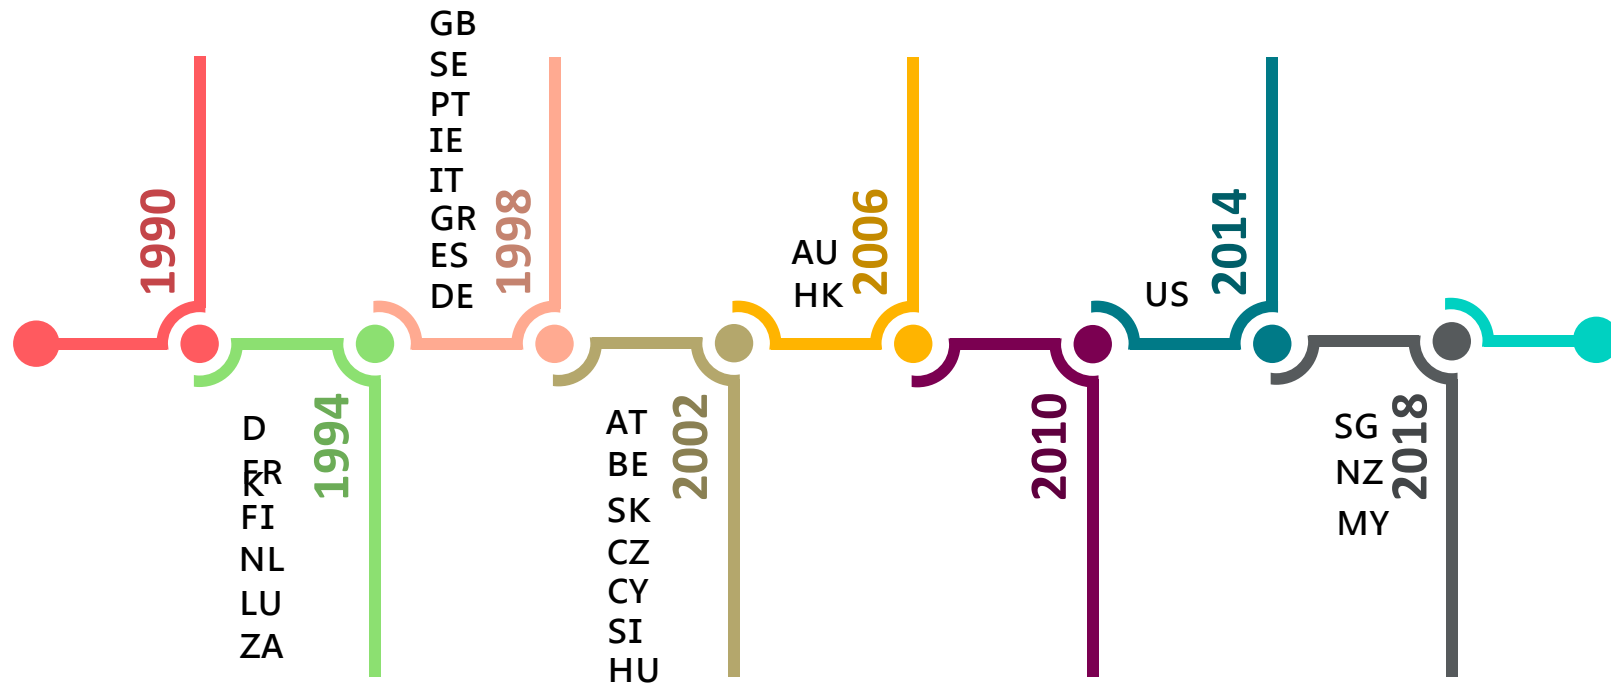 1990
D
K
FR
FI
NL
LU
ZA
1994
GB
SE
PT
IE
IT
GR
ES
DE
1998
AT
BE
SK
CZ
CY
SI
HU
2002
AU
HK
2006
2010
US
2014
SG
NZ
MY
2018